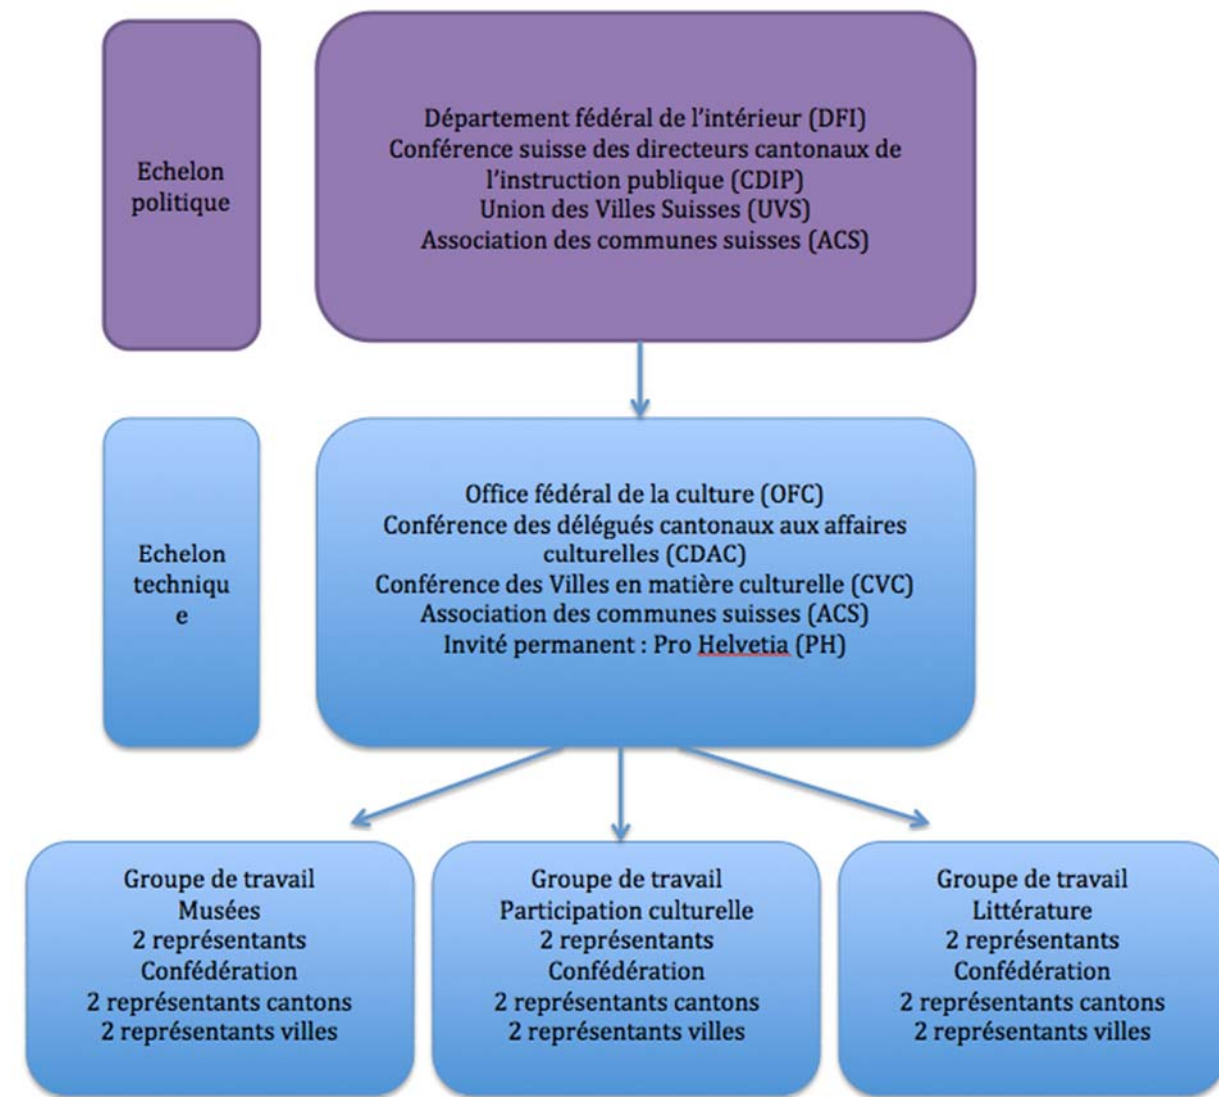 Echelon
politique
Département fédéral de l'intérieur (DFI)
Conférence suisse des directeurs cantonaux de
l'instruction publique (CDIP)
Union des Villes Suisses (UVS)
Association des communes suisses (ACS)
Echelon
techniqu
e
Office fédéral de la culture (OFC)
Conférence des délégués cantonaux aux affaires
culturelles (CDAC)
Conférence des Villes en matière culturelle (CVC)
Association des communes suisses (ACS)
Invité permanent : Pro Helvetia (PH)
Groupe de travail
Musées
2 représentants
Confédération
2 représentants cantons
2 représentants villes
Groupe de travail
Participation culturelle
2 représentants
Confédération
2 représentants cantons
2 représentants villes
Groupe de travail
Littérature
2 représentants
Confédération
2 représentants cantons
2 représentants villes